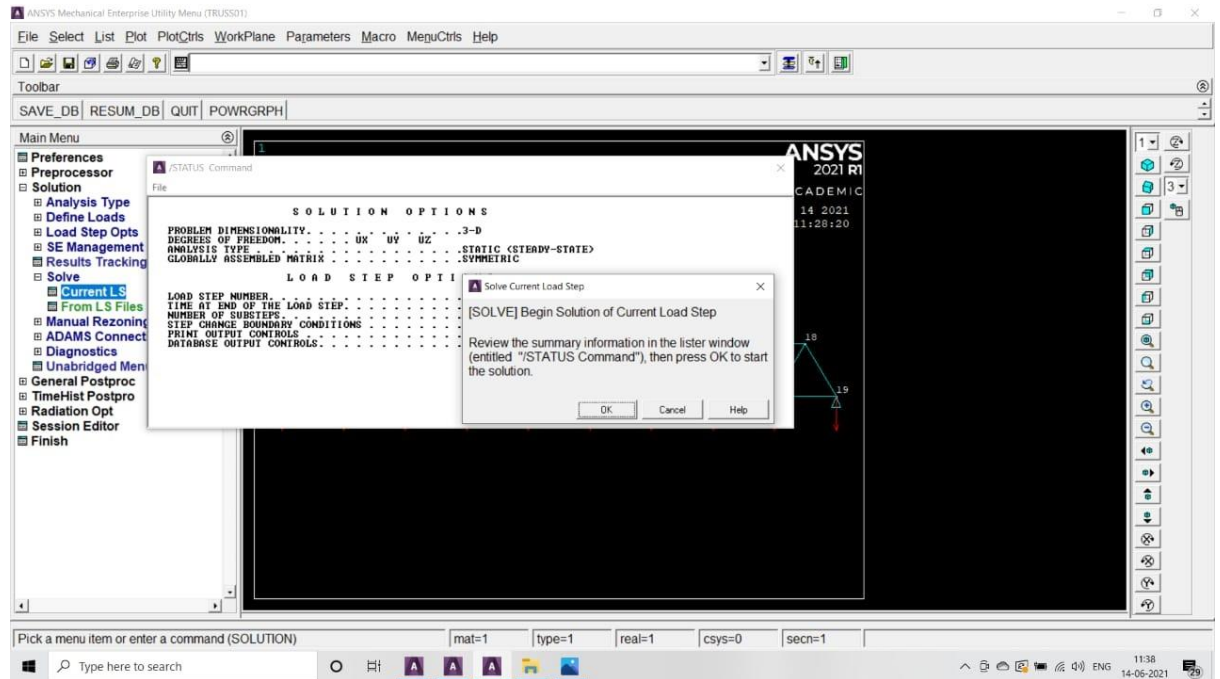 ANSYS Mechanical Enterprise Utility Menu (TRUSS01)
File Select List Plot PlotCtrls WorkPlane Parameters Macro MenuCtrls Help
Toolbar
SAVE_DB RESUM_DB QUIT POWRGRPH
Main Menu
Preferences
Preprocessor
Solution
Analysis Type
Define Loads
Load Step Opts
SE Management
Results Tracking
Solve
Current LS
From LS Files
Manual Rezoning
ADAMS Connect
Diagnostics
Unabridged Men
General Postproc
TimeHist Postpro
Radiation Opt
Session Editor
Finish
1
ANSYS
2021 R1
CADEMIC
14 2021
11:28:20
18
19
/STATUS Command
File
SOLUTION OPTIONS
PROBLEM DIMENSIONALITY. . . . . . . . . . . . .3-D
DEGREES OF FREEDOM. . . . . . UX UY UZ
ANALYSIS TYPE . . . . . . . . . . . . . . . . .STATIC (STEADY-STATE)
GLOBALLY ASSEMBLED MATRIX . . . . . . . . . . .SYMMETRIC
LOAD STEP OPTI
LOAD STEP NUMBER. . . . . . . . . . . . . . . .
TIME AT END OF THE LOAD STEP. . . . . . . . . .
NUMBER OF SUBSTEPS. . . . . . . . . . . . . . .
STEP CHANGE BOUNDARY CONDITIONS . . . . . . . .
PRINT OUTPUT CONTROLS . . . . . . . . . . . . .
DATABASE OUTPUT CONTROLS. . . . . . . . . . . .
Solve Current Load Step
[SOLVE] Begin Solution of Current Load Step
Review the summary information in the lister window
(entitled "/STATUS Command"), then press OK to start
the solution.
OK Cancel Help
1
3
Pick a menu item or enter a command (SOLUTION) mat=1 type=1 real=1 csys=0 secn=1
Type here to search
ENG
11:38
14-06-2021
29